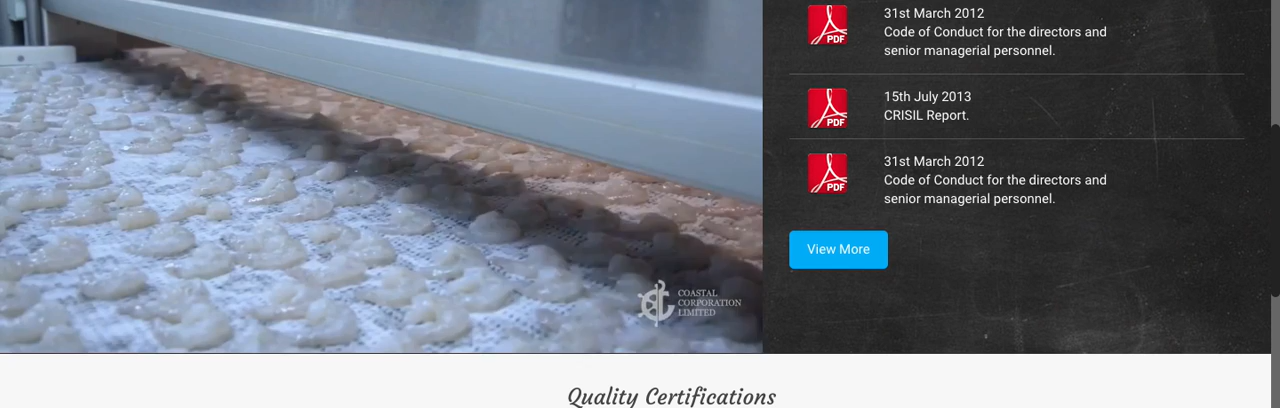 31st March 2012
Code of Conduct for the directors and
senior managerial personnel.
PDF
15th July 2013
CRISIL Report.
PDF
31st March 2012
Code of Conduct for the directors and
senior managerial personnel.
PDF
View More
COASTAL
CORPORATION
LIMITED
Quality Certifications